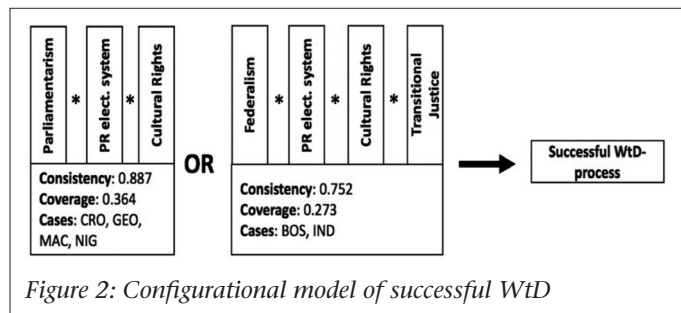 Parliamentarism
*
PR elect. system
*
Cultural Rights
Consistency: 0.887
Coverage: 0.364
Cases: CRO, GEO,
MAC, NIG
OR
Federalism
*
PR elect. system
*
Cultural Rights
*
Transitional
Justice
Consistency: 0.752
Coverage: 0.273
Cases: BOS, IND
Successful WtD-
process
Figure 2: Configurational model of successful WtD